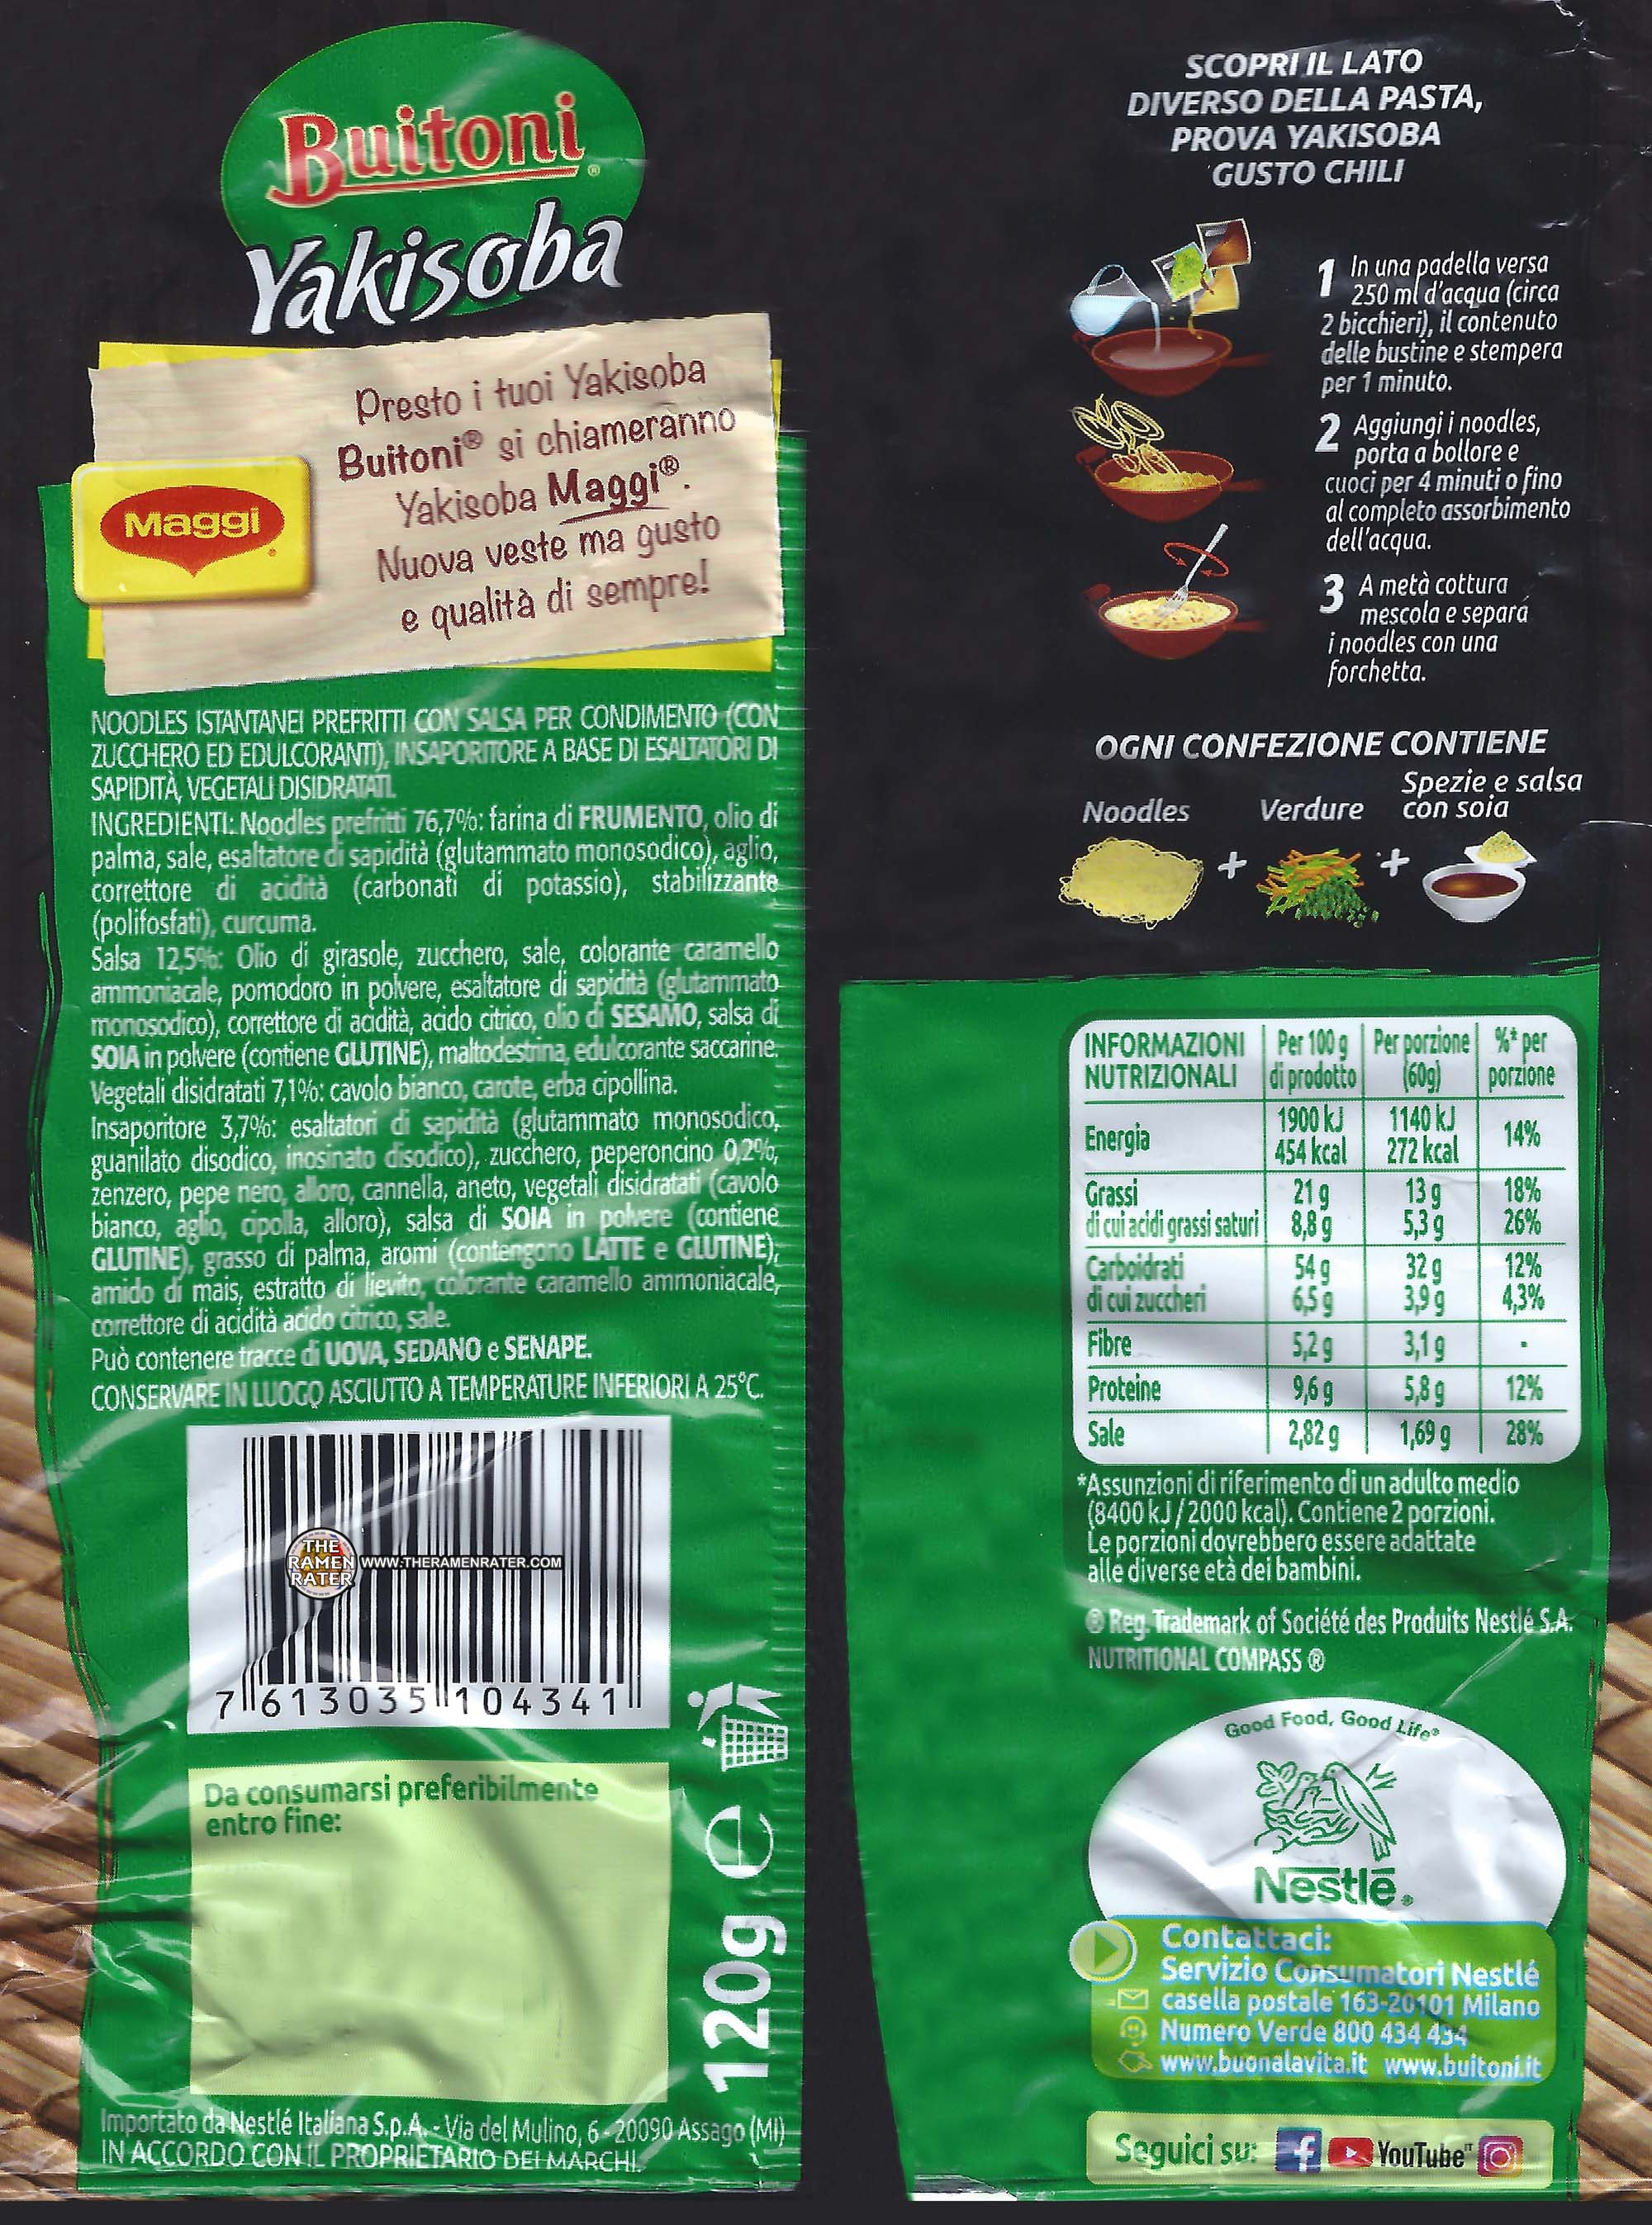 Buitoni®
Yakisoba
Presto i tuoi Yakisoba
Buitoni® si chiameranno
Yakisoba Maggi®.
Nuova veste ma gusto
e qualità di sempre!
Maggi
NOODLES ISTANTANEI PREFRITTI CON SALSA PER CONDIMENTO (CON
ZUCCHERO ED EDULCORANTI), INSAPORITORE A BASE DI ESALTATORI DI
SAPIDITÀ, VEGETALI DISIDRATATI.
INGREDIENTI: Noodles prefritti 76,7%: farina di FRUMENTO, olio di
palma, sale, esaltatore di sapidità (glutammato monosodico), aglio,
correttore di acidità (carbonati di potassio), stabilizzante
(polifosfati), curcuma.
Salsa 12,5%: Olio di girasole, zucchero, sale, colorante caramello
ammoniacale, pomodoro in polvere, esaltatore di sapidità (glutammato
monosodico), correttore di acidità, acido citrico, olio di SESAMO, salsa di
SOIA in polvere (contiene GLUTINE), maltodestrina, edulcorante saccarine.
Vegetali disidratati 7,1%: cavolo bianco, carote, erba cipollina.
Insaporitore 3,7%: esaltatori di sapidità (glutammato monosodico,
guanilato disodico, inosinato disodico), zucchero, peperoncino 0,2%,
zenzero, pepe nero, alloro, cannella, aneto, vegetali disidratati (cavolo
bianco, aglio, cipolla, alloro), salsa di SOIA in polvere (contiene
GLUTINE), grasso di palma, aromi (contengono LATTE e GLUTINE),
amido di mais, estratto di lievito, colorante caramello ammoniacale,
correttore di acidità acido citrico, sale.
Può contenere tracce di UOVA, SEDANO e SENAPE.
CONSERVARE IN LUOGO ASCIUTTO A TEMPERATURE INFERIORI A 25°C.
THE
RAMEN
RATER
WWW.THERAMENRATER.COM
7 613035 104341
Da consumarsi preferibilmente
entro fine:
120g e
Importato da Nestlé Italiana S.p.A. - Via del Mulino, 6 - 20090 Assago (MI)
IN ACCORDO CON IL PROPRIETARIO DEI MARCHI.
SCOPRI IL LATO
DIVERSO DELLA PASTA,
PROVA YAKISOBA
GUSTO CHILI
1 In una padella versa
250 ml d'acqua (circa
2 bicchieri), il contenuto
delle bustine e stempera
per 1 minuto.
2 Aggiungi i noodles,
porta a bollore e
cuoci per 4 minuti o fino
al completo assorbimento
dell'acqua.
3 A metà cottura
mescola e separa
i noodles con una
forchetta.
OGNI CONFEZIONE CONTIENE
Noodles + Verdure + Spezie e salsa
con soia
INFORMAZIONI NUTRIZIONALI | Per 100 g di prodotto | Per porzione (60g) | %* per porzione
Energia 1900 kJ 1140 kJ 14%
454 kcal 272 kcal
Grassi 21 g 13 g 18%
di cui acidi grassi saturi 8,8 g 5,3 g 26%
Carboidrati 54 g 32 g 12%
di cui zuccheri 6,5 g 3,9 g 4,3%
Fibre 5,2 g 3,1 g -
Proteine 9,6 g 5,8 g 12%
Sale 2,82 g 1,69 g 28%
*Assunzioni di riferimento di un adulto medio
(8400 kJ / 2000 kcal). Contiene 2 porzioni.
Le porzioni dovrebbero essere adattate
alle diverse età dei bambini.
® Reg. Trademark of Société des Produits Nestlé S.A.
NUTRITIONAL COMPASS ®
Good Food, Good Life®
Nestlé®
Contattaci:
Servizio Consumatori Nestlé
casella postale 163-20101 Milano
Numero Verde 800 434 434
www.buonalavita.it www.buitoni.it
Seguici su: f YouTube